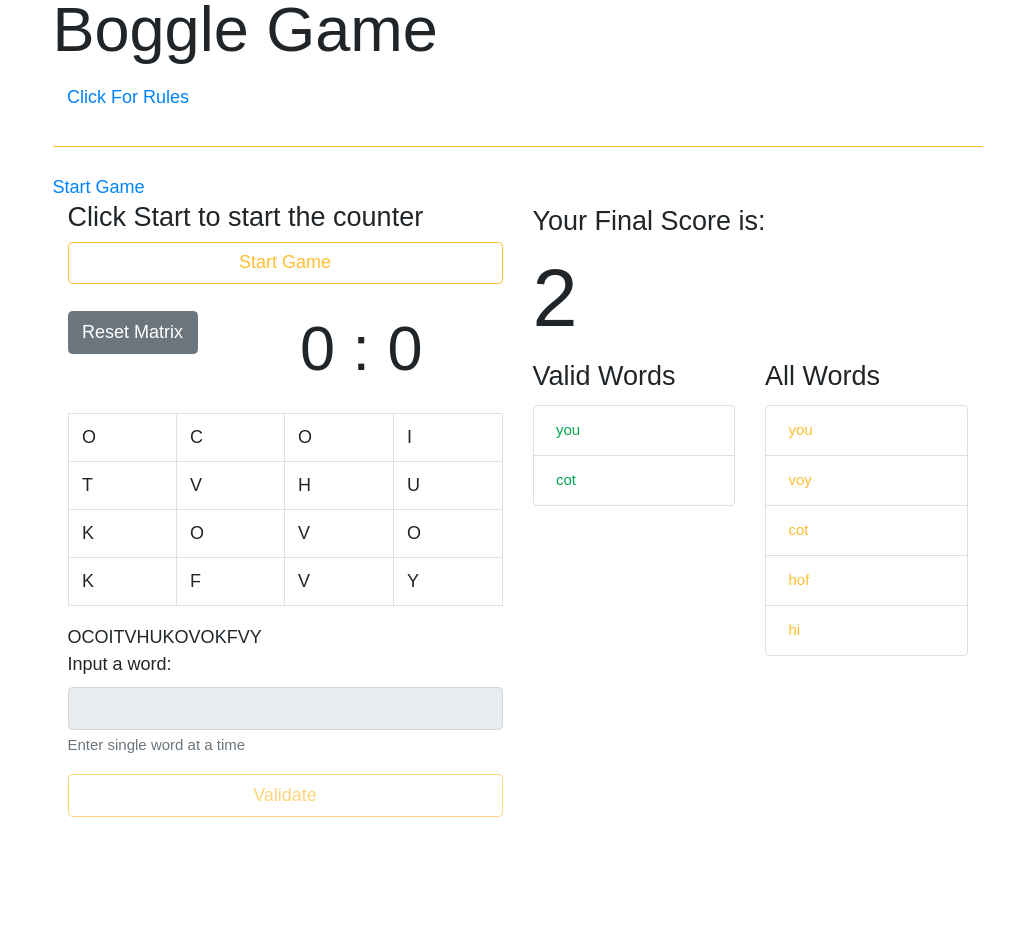 Boggle Game
Click For Rules
Start Game
Click Start to start the counter
Start Game
Reset Matrix
0 : 0
O C O I
T V H U
K O V O
K F V Y
OCOITVHUKOVOKFVY
Input a word:
Enter single word at a time
Validate
Your Final Score is:
2
Valid Words
you
cot
All Words
you
voy
cot
hof
hi